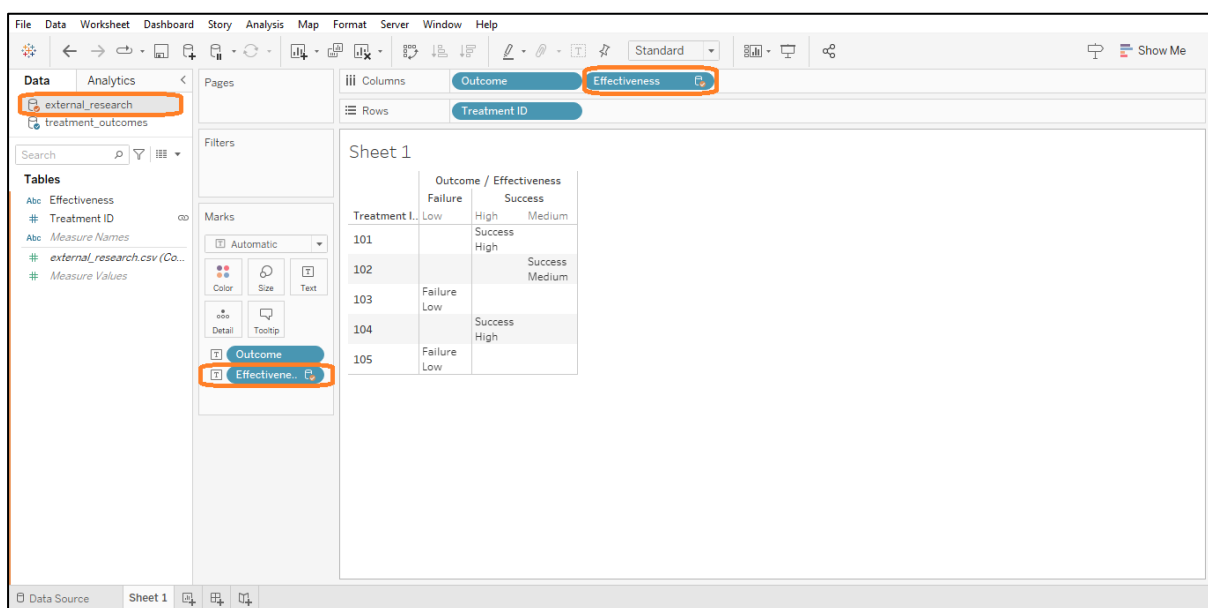 File Data Worksheet Dashboard Story Analysis Map Format Server Window Help
Standard Show Me
Data Analytics
external_research
treatment_outcomes
Search
Tables
Abc Effectiveness
# Treatment ID
Abc Measure Names
# external_research.csv (Co...
# Measure Values
Pages
Filters
Marks
T Automatic
Color Size Text
Detail Tooltip
T Outcome
T Effectivene..
iii Columns Outcome Effectiveness
Rows Treatment ID
Sheet 1
Outcome / Effectiveness
Failure Success
Treatment I.. Low High Medium
101 Success
High
102 Success
Medium
103 Failure
Low
104 Success
High
105 Failure
Low
Data Source Sheet 1